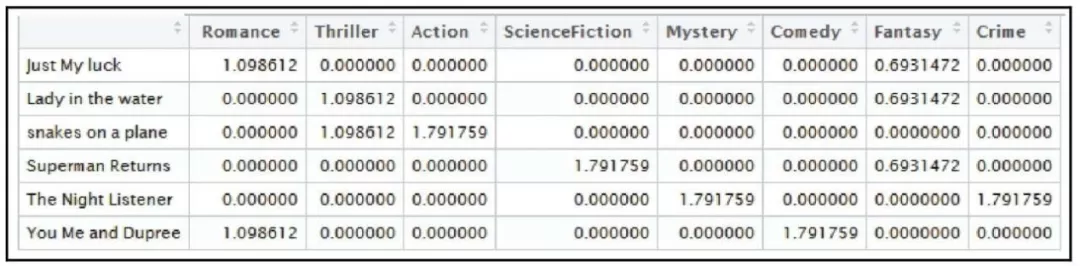 Romance Thriller Action ScienceFiction Mystery Comedy Fantasy Crime
Just My luck 1.098612 0.000000 0.000000 0.000000 0.000000 0.000000 0.6931472 0.000000
Lady in the water 0.000000 1.098612 0.000000 0.000000 0.000000 0.000000 0.6931472 0.000000
snakes on a plane 0.000000 1.098612 1.791759 0.000000 0.000000 0.000000 0.0000000 0.000000
Superman Returns 0.000000 0.000000 0.000000 1.791759 0.000000 0.000000 0.6931472 0.000000
The Night Listener 0.000000 0.000000 0.000000 0.000000 1.791759 0.000000 0.0000000 1.791759
You Me and Dupree 1.098612 0.000000 0.000000 0.000000 0.000000 1.791759 0.0000000 0.000000